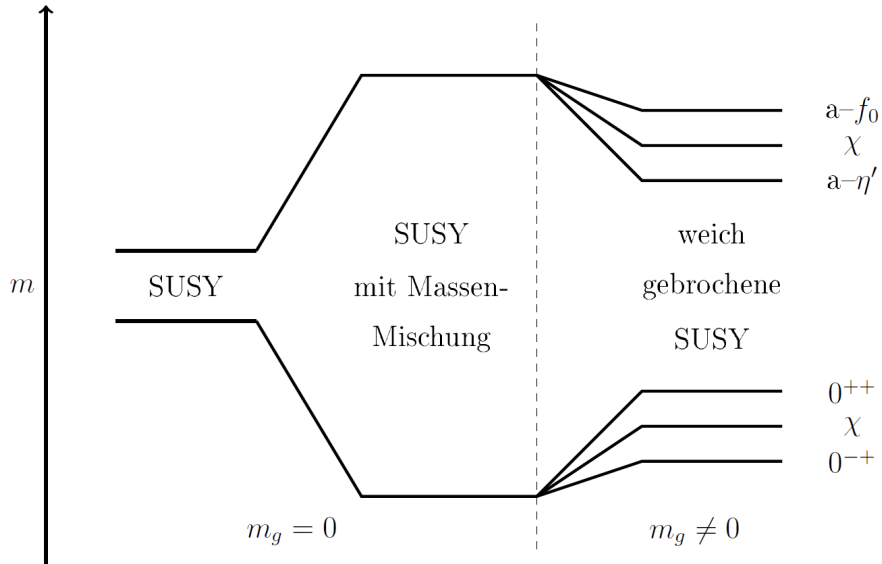 m
SUSY
SUSY
mit Massen-
Mischung
weich
gebrochene
SUSY
a–f₀
χ
a–η′
0⁺⁺
χ
0⁻⁺
m_g = 0
m_g ≠ 0